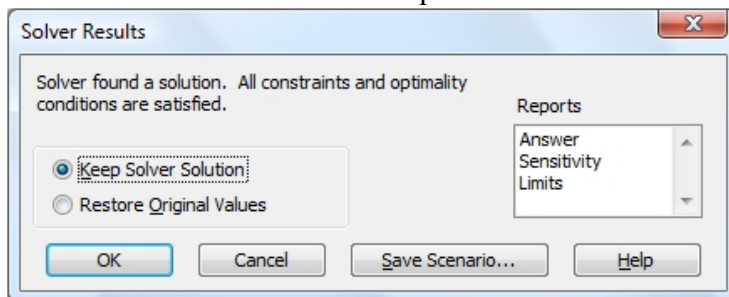 Solver Results
Solver found a solution. All constraints and optimality
conditions are satisfied.
Reports
Answer
Sensitivity
Limits
Keep Solver Solution
Restore Original Values
OK
Cancel
Save Scenario...
Help